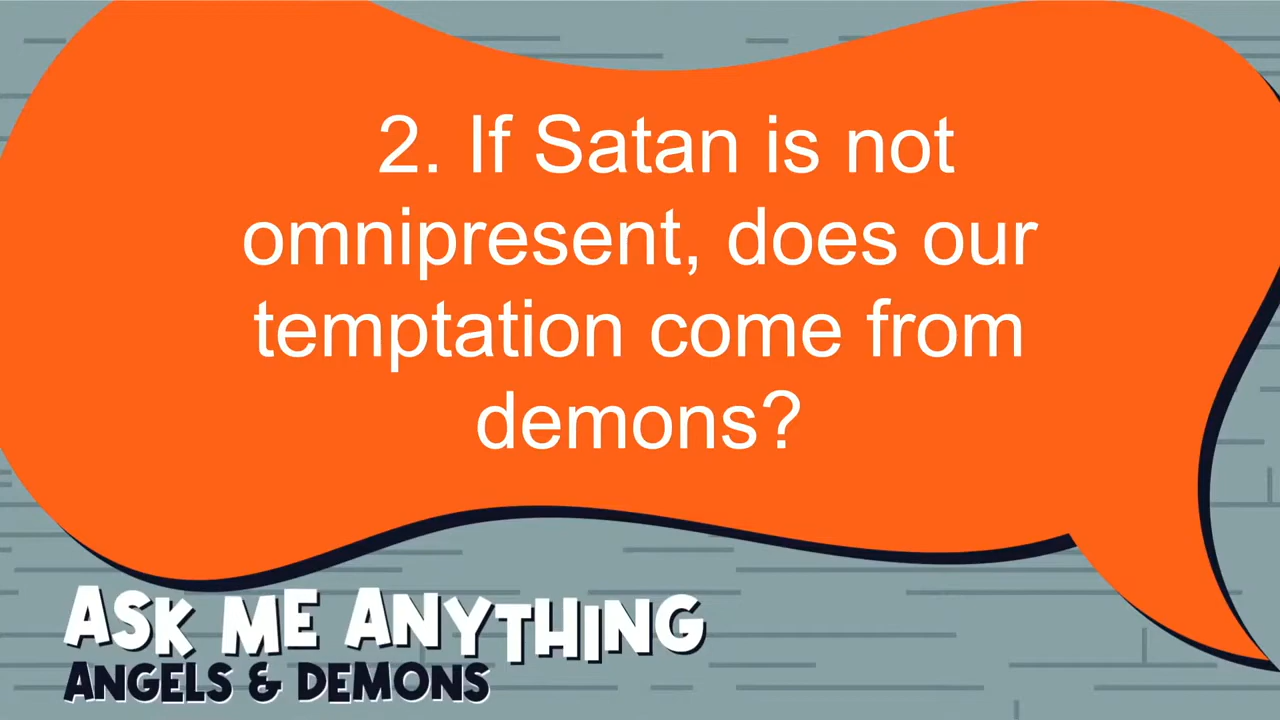 2. If Satan is not
omnipresent, does our
temptation come from
demons?
ASK ME ANYTHING
ANGELS & DEMONS